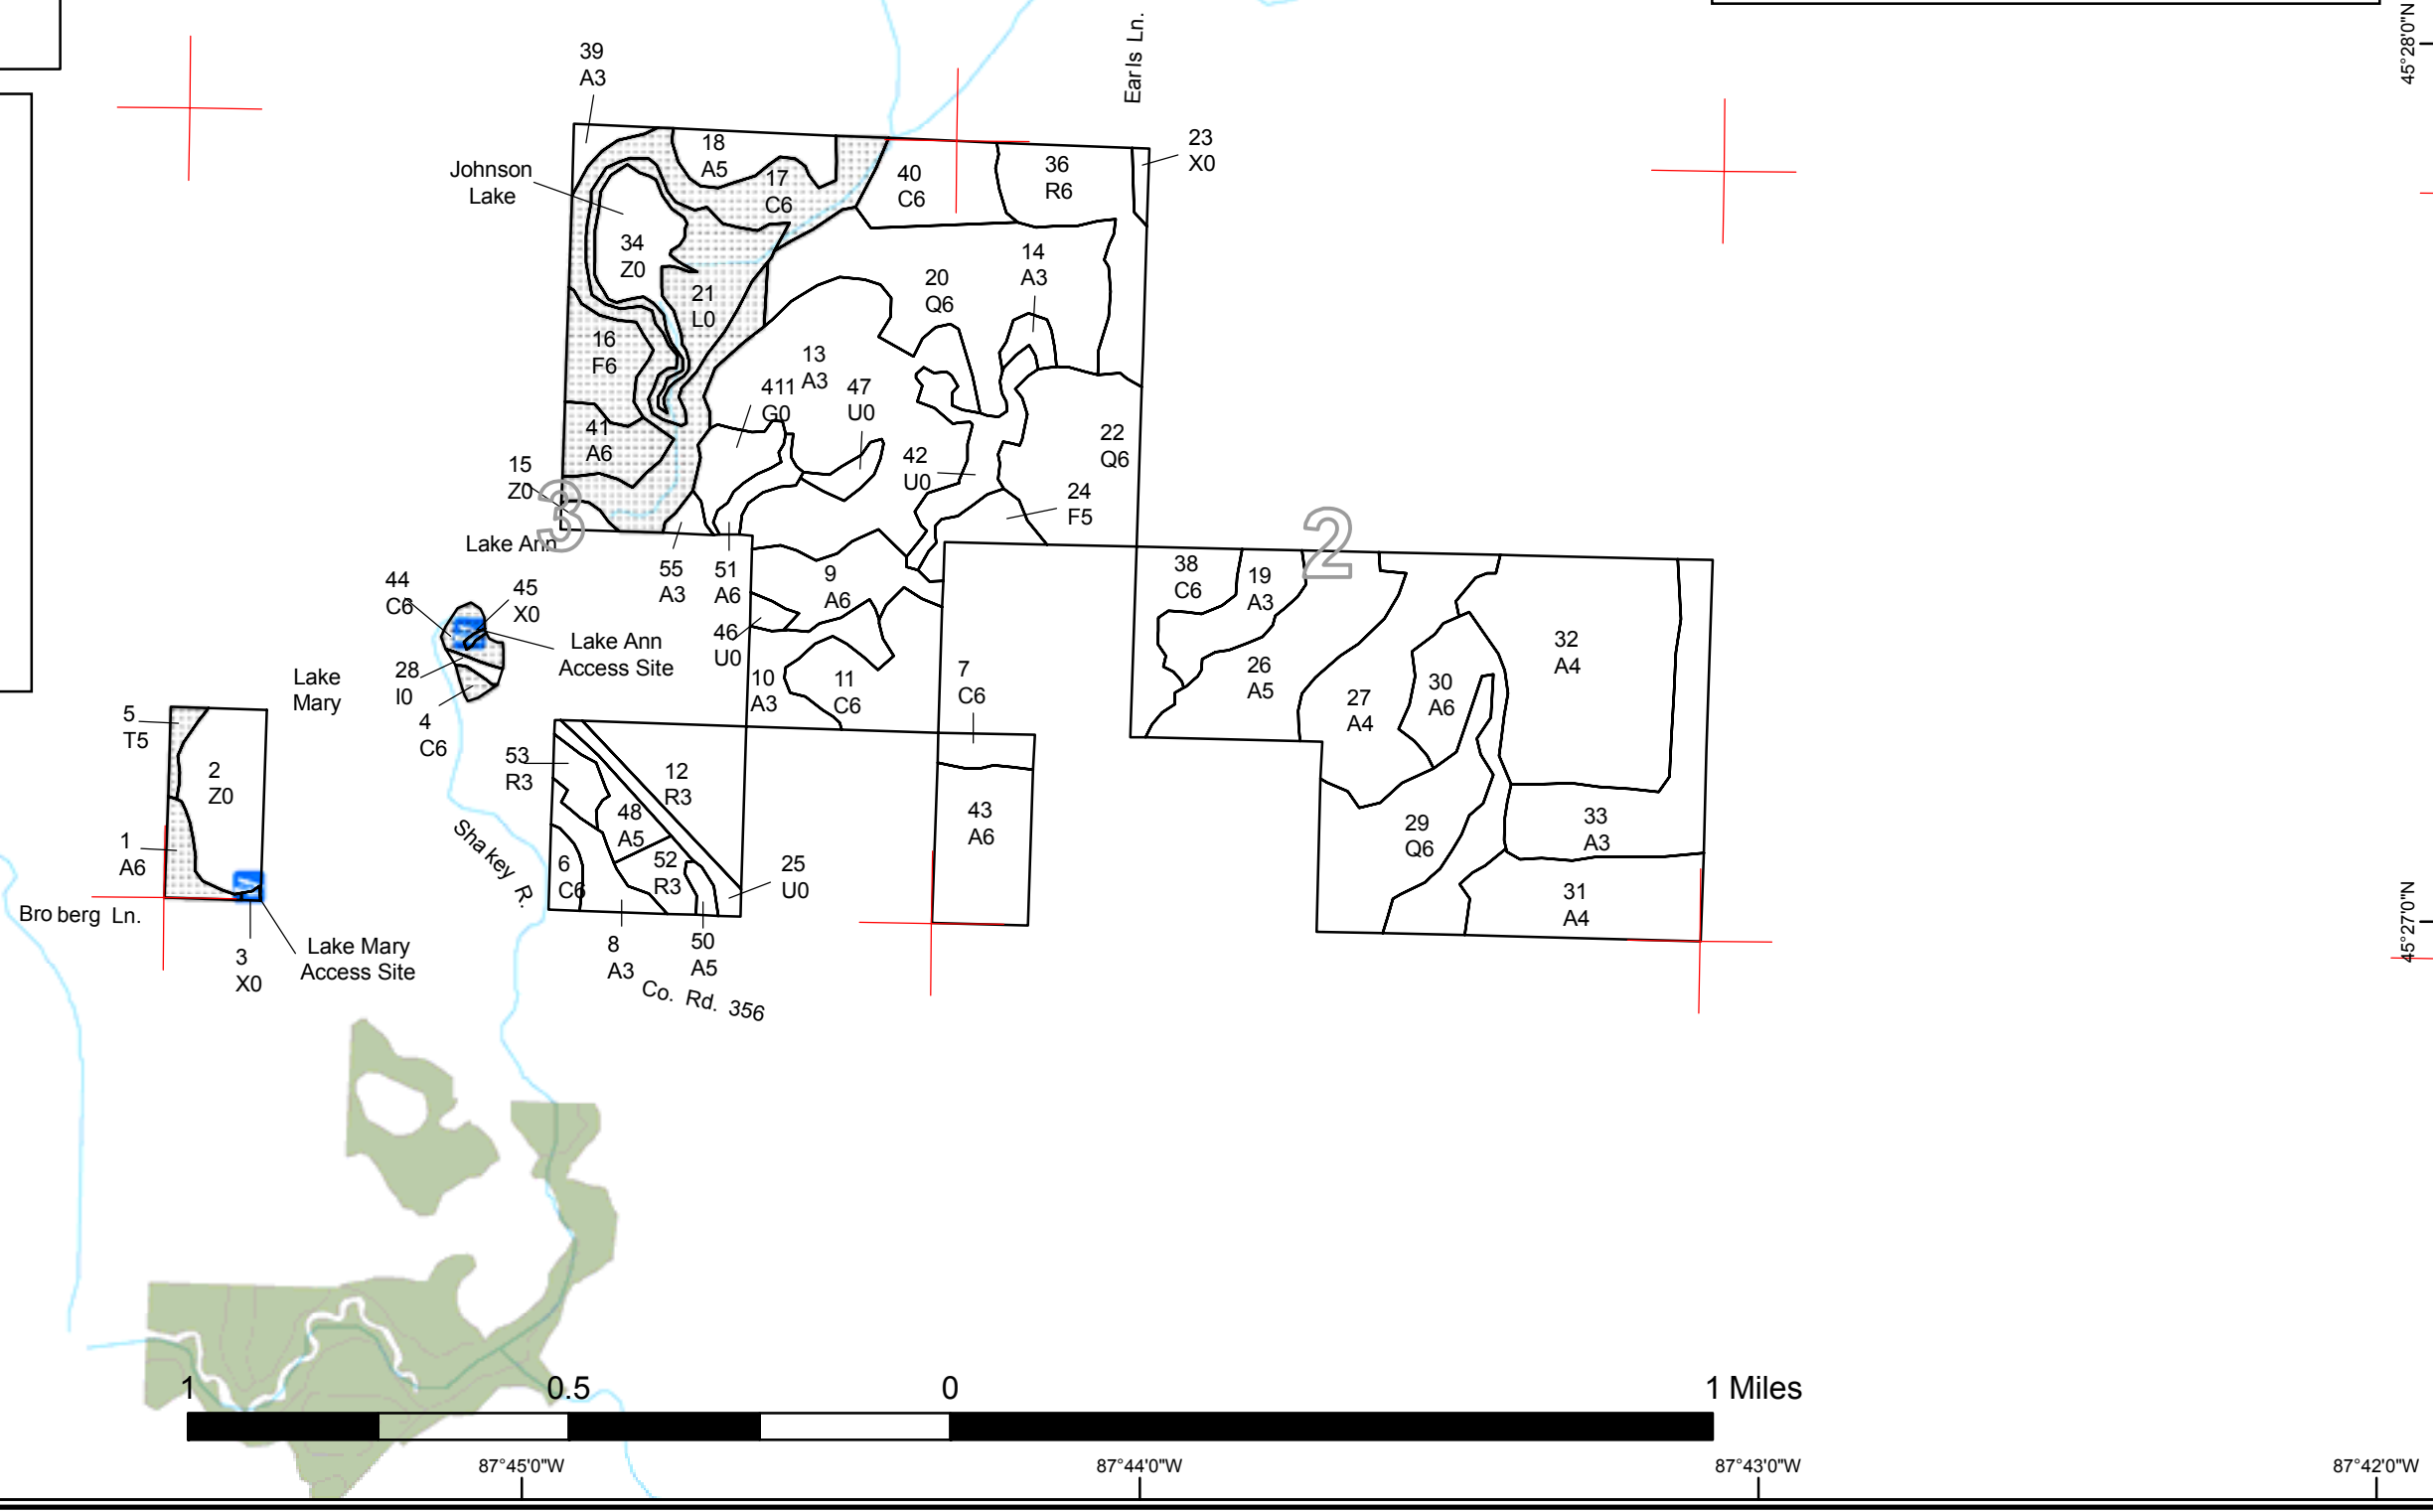 45°28'0"N
Earls Ln.
39
A3
18
A5
23
X0
Johnson
Lake
17
C6
40
C6
36
R6
34
Z0
14
A3
20
Q6
21
L0
16
F6
13
A3
411
G0
47
U0
41
A6
22
Q6
42
U0
15
Z0
24
F5
3
2
Lake Ann
55
A3
51
A6
9
A6
38
C6
19
A3
44
C6
45
X0
Lake Ann
Access Site
46
U0
32
A4
28
I0
Lake
Mary
10
A3
11
C6
7
C6
26
A5
27
A4
30
A6
4
C6
5
T5
2
Z0
53
R3
12
R3
48
A5
43
A6
29
Q6
33
A3
1
A6
Shakey R.
6
C6
52
R3
25
U0
31
A4
45°27'0"N
Broberg Ln.
3
X0
Lake Mary
Access Site
8
A3
50
A5
Co. Rd. 356
1
0.5
0
1 Miles
87°45'0"W
87°44'0"W
87°43'0"W
87°42'0"W